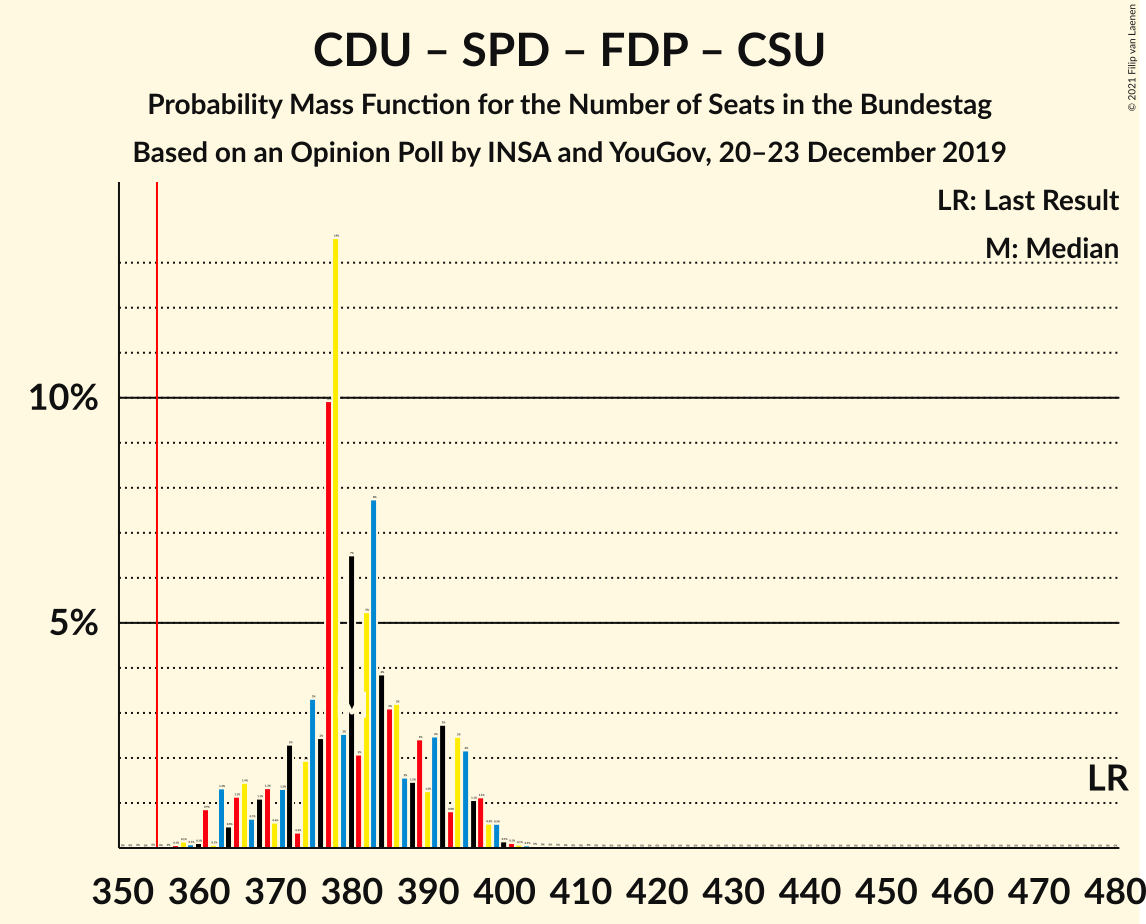 CDU – SPD – FDP – CSU
Probability Mass Function for the Number of Seats in the Bundestag
Based on an Opinion Poll by INSA and YouGov, 20–23 December 2019
© 2021 Filip van Laenen
LR: Last Result
M: Median
10%
5%
LR
350 360 370 380 390 400 410 420 430 440 450 460 470 480